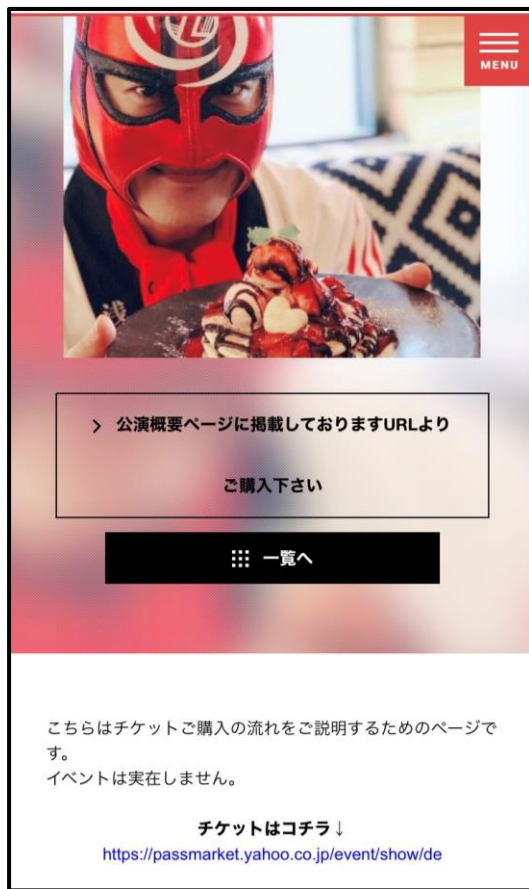 MENU
公演概要ページに掲載しておりますURLより
ご購入下さい
一覧へ
こちらはチケットご購入の流れをご説明するためのページで
す。
イベントは実在しません。
チケットはコチラ↓
https://passmarket.yahoo.co.jp/event/show/de